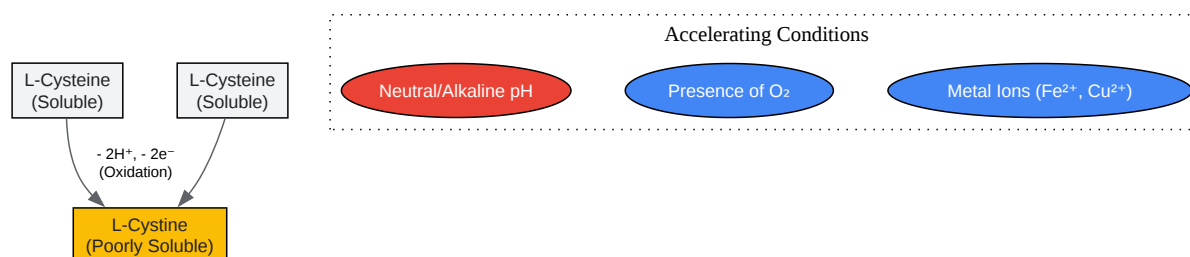 L-Cysteine
(Soluble)
L-Cysteine
(Soluble)
- 2H⁺, - 2e⁻
(Oxidation)
L-Cystine
(Poorly Soluble)
Accelerating Conditions
Neutral/Alkaline pH
Presence of O₂
Metal Ions (Fe²⁺, Cu²⁺)